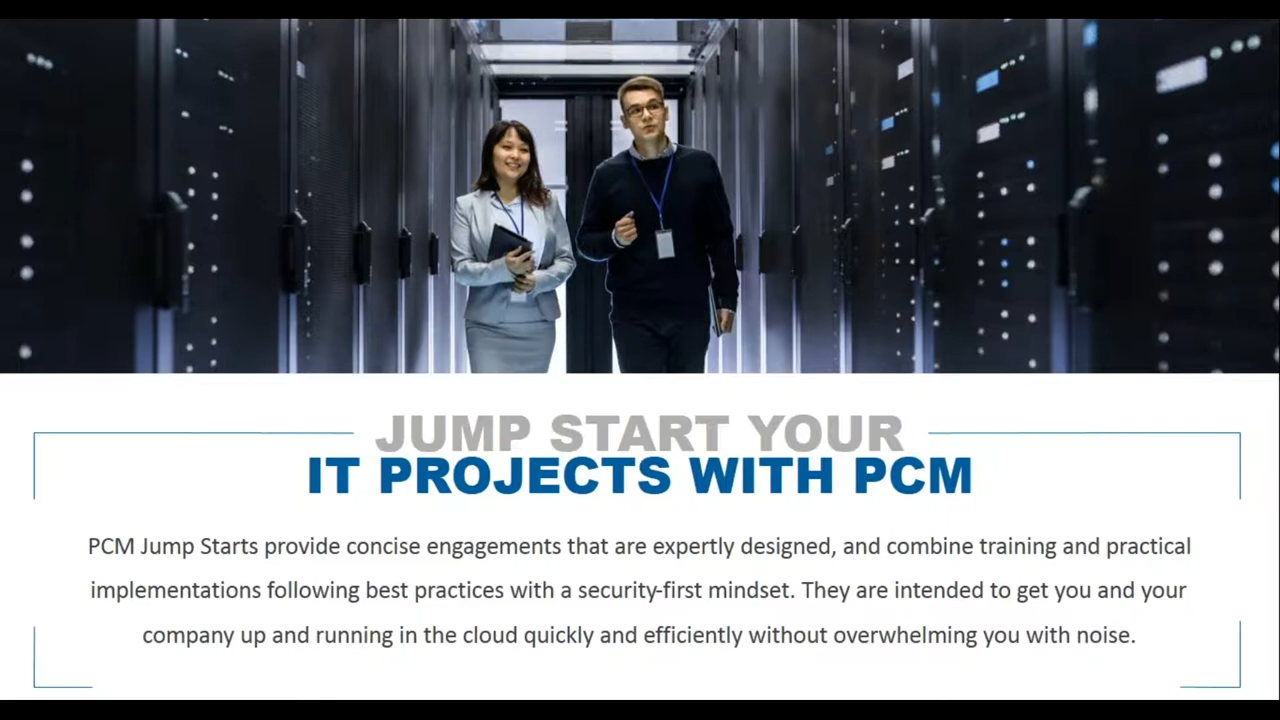 JUMP START YOUR
IT PROJECTS WITH PCM
PCM Jump Starts provide concise engagements that are expertly designed, and combine training and practical
implementations following best practices with a security-first mindset. They are intended to get you and your
company up and running in the cloud quickly and efficiently without overwhelming you with noise.